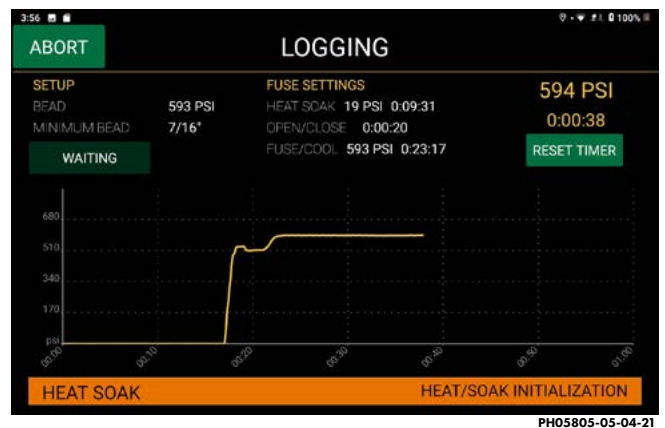 3:56 100%
ABORT LOGGING
SETUP FUSE SETTINGS 594 PSI
BEAD 593 PSI HEAT SOAK 19 PSI 0:09:31
0:00:38
MINIMUM BEAD 7/16" OPEN/CLOSE 0:00:20
WAITING FUSE/COOL 593 PSI 0:23:17 RESET TIMER
680
510
340
170
psi
00:00 00:10 00:20 00:30 00:40 00:50 01:00
HEAT SOAK HEAT/SOAK INITIALIZATION
PH05805-05-04-21